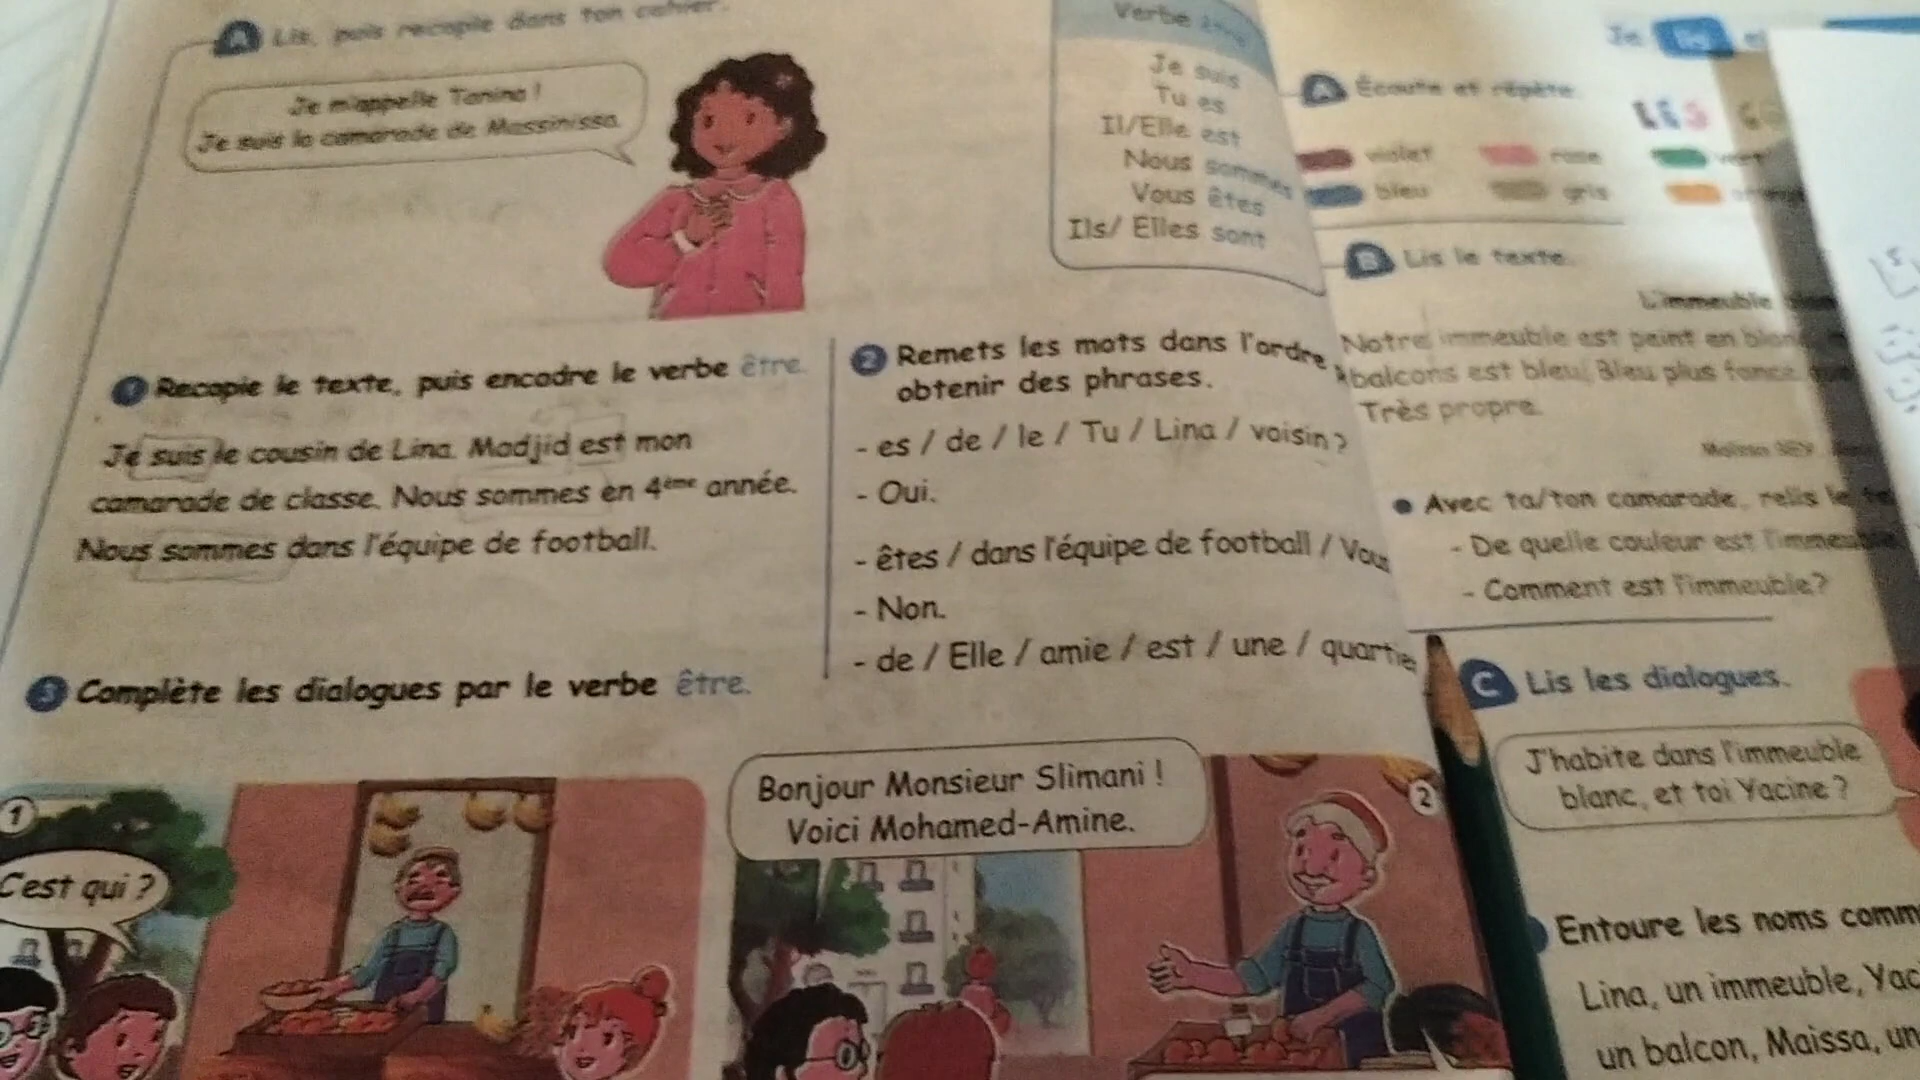 A Lis, puis recopie dans ton cahier.
Je m'appelle Tanina !
Je suis la camarade de Massinissa.
Verbe être
Je suis
Tu es
Il/Elle est
Nous sommes
Vous êtes
Ils/ Elles sont
1 Recopie le texte, puis encadre le verbe être.
Je suis le cousin de Lina. Madjid est mon
camarade de classe. Nous sommes en 4ème année.
Nous sommes dans l'équipe de football.
2 Remets les mots dans l'ordre
obtenir des phrases.
- es / de / le / Tu / Lina / voisin ?
- Oui.
- êtes / dans l'équipe de football / Vous
- Non.
- de / Elle / amie / est / une / quartie
3 Complète les dialogues par le verbe être.
1
C'est qui ?
Bonjour Monsieur Slimani !
Voici Mohamed-Amine.
2
Je lis
A Écoute et répète.
LES
violet rose vert
bleu gris orange
B Lis le texte.
L'immeuble
Notre immeuble est peint en blanc
balcons est bleu. Bleu plus foncé que
Très propre.
• Avec ta/ton camarade, relis le
- De quelle couleur est l'immeuble
- Comment est l'immeuble?
C Lis les dialogues.
J'habite dans l'immeuble
blanc, et toi Yacine ?
Entoure les noms comm
Lina, un immeuble, Yac
un balcon, Maissa, un